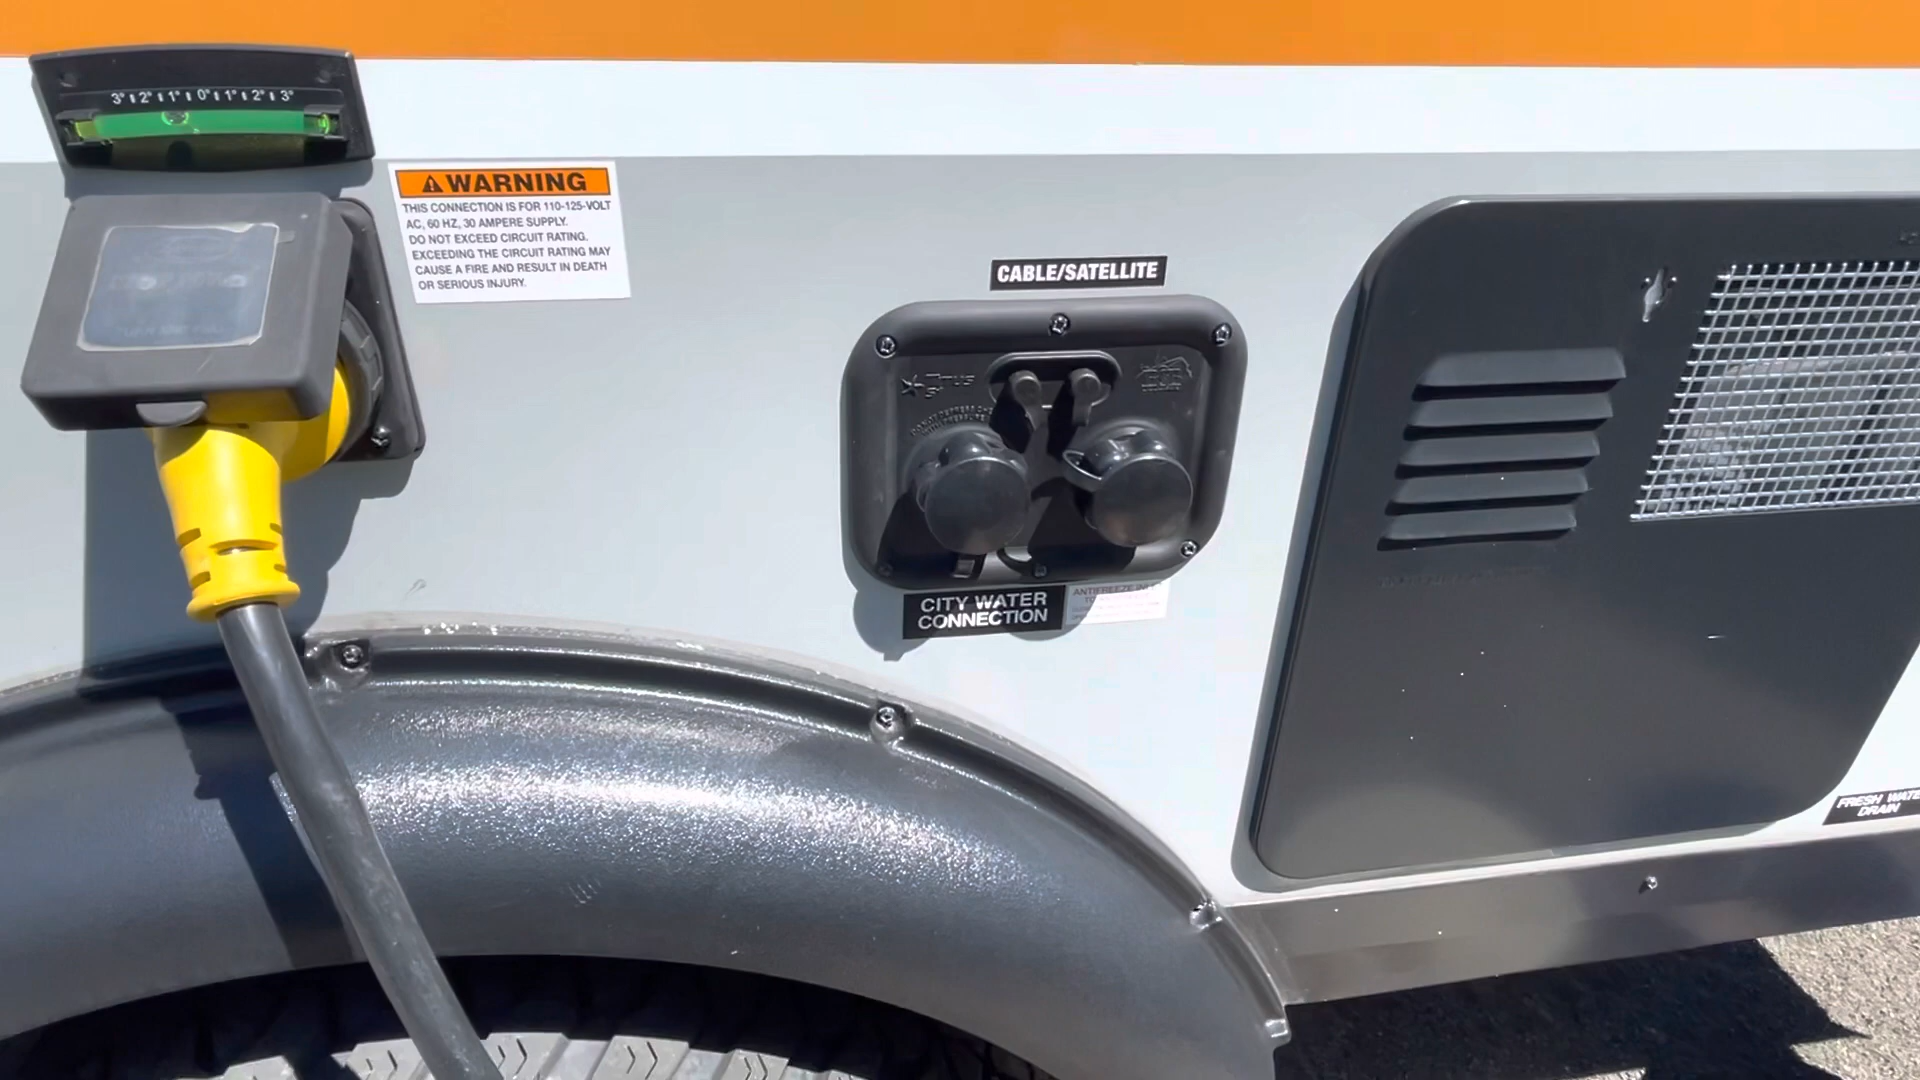 3° 2° 1° 0° 1° 2° 3°
WARNING
THIS CONNECTION IS FOR 110-125-VOLT
AC, 60 HZ, 30 AMPERE SUPPLY.
DO NOT EXCEED CIRCUIT RATING.
EXCEEDING THE CIRCUIT RATING MAY
CAUSE A FIRE AND RESULT IN DEATH
OR SERIOUS INJURY.
CABLE/SATELLITE
CITY WATER
CONNECTION
ANTIFREEZE
FRESH
DRAIN